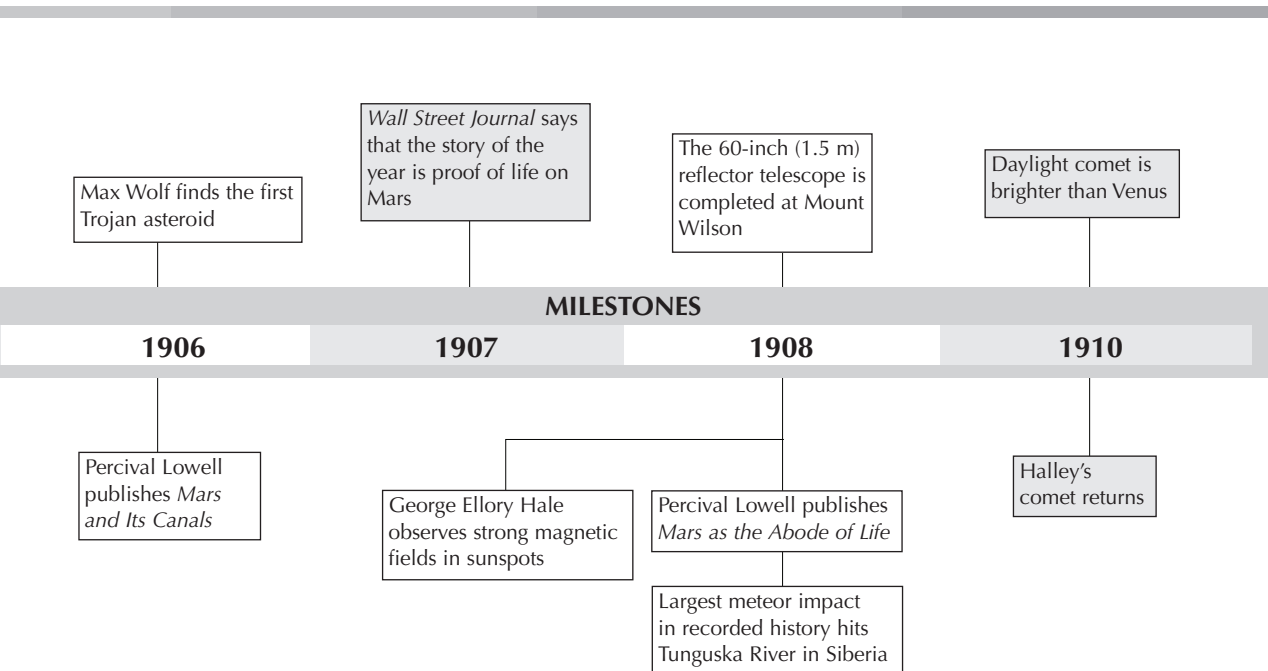 Max Wolf finds the first
Trojan asteroid
Wall Street Journal says
that the story of the
year is proof of life on
Mars
The 60-inch (1.5 m)
reflector telescope is
completed at Mount
Wilson
Daylight comet is
brighter than Venus
MILESTONES
1906
1907
1908
1910
Percival Lowell
publishes Mars
and Its Canals
George Ellory Hale
observes strong magnetic
fields in sunspots
Percival Lowell publishes
Mars as the Abode of Life
Largest meteor impact
in recorded history hits
Tunguska River in Siberia
Halley's
comet returns